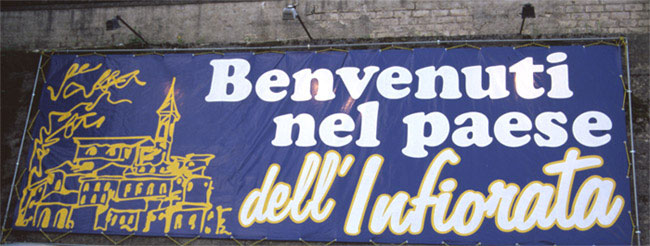 Benvenuti
nel paese
dell'Infiorata